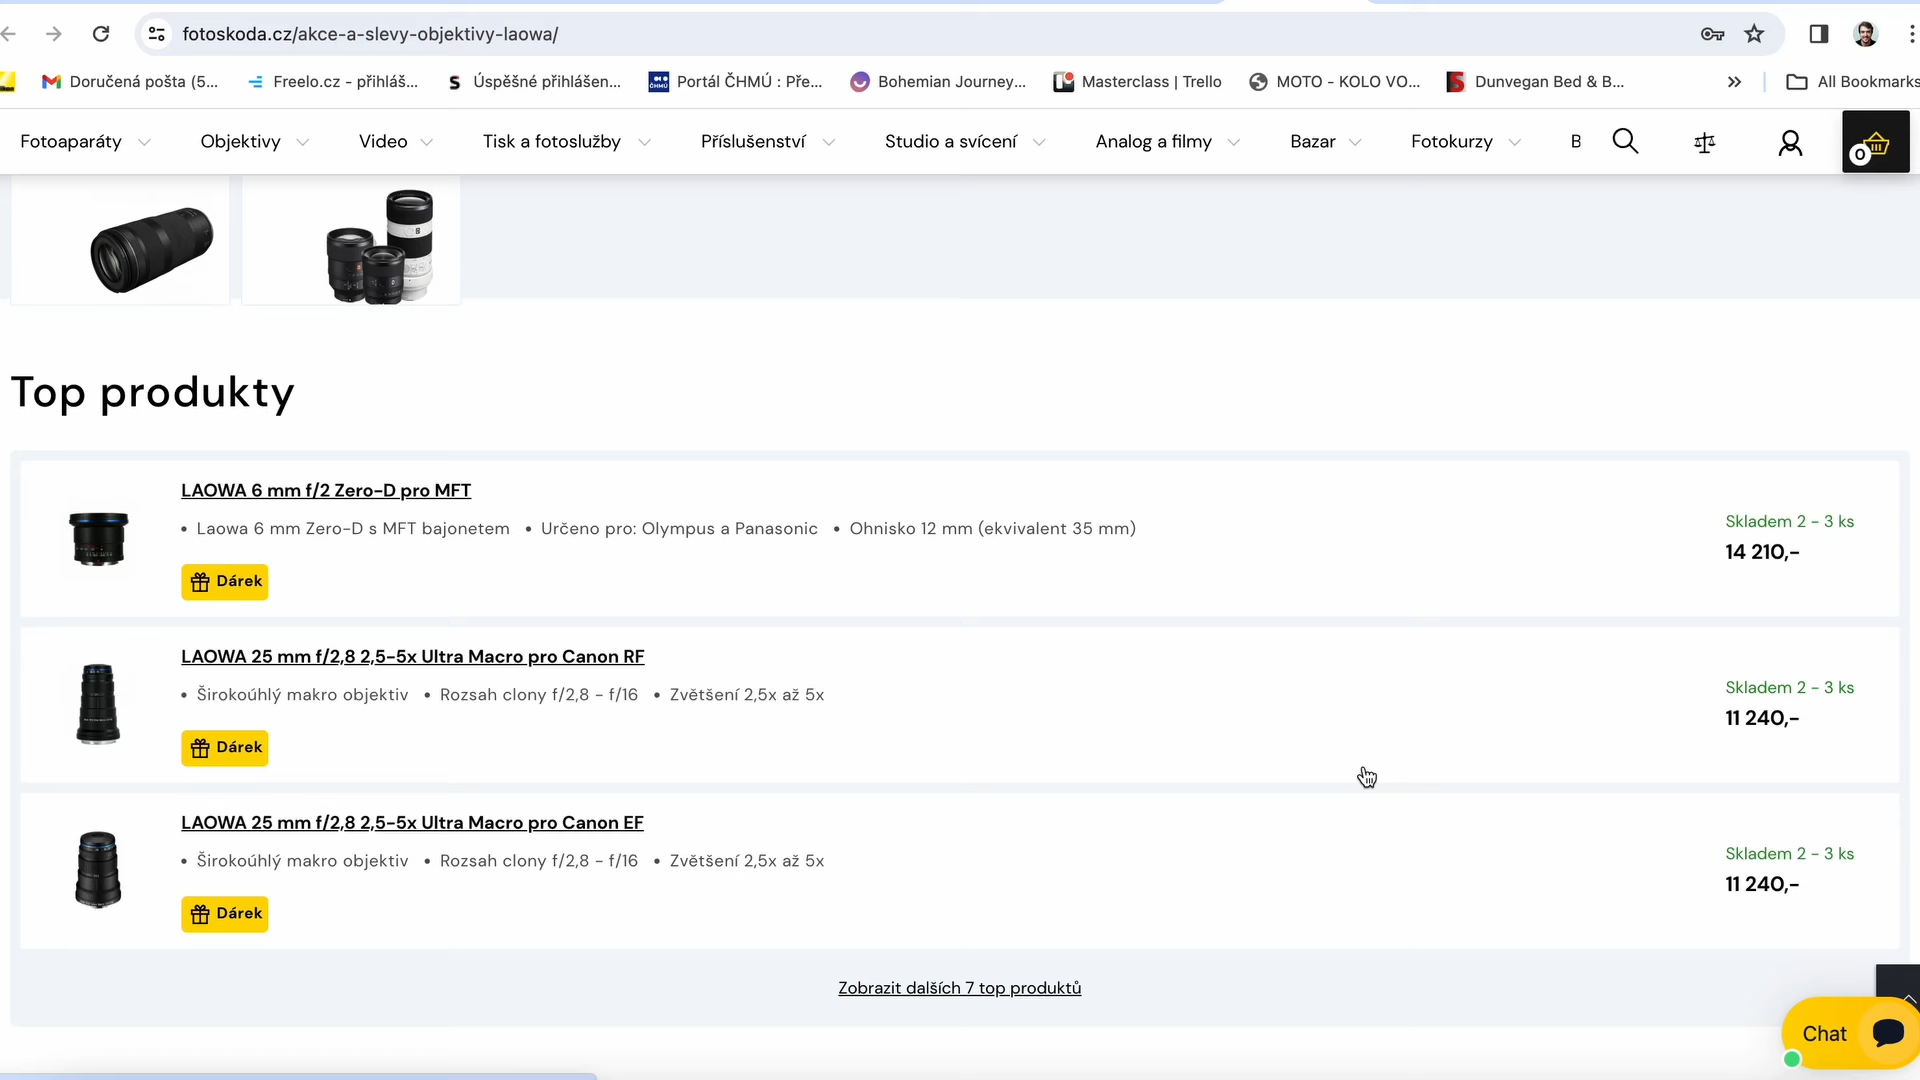 fotoskoda.cz/akce-a-slevy-objektivy-laowa/
Doručená pošta (5... Freelo.cz - přihláš... Úspěšné přihlášen... Portál ČHMÚ : Pře... Bohemian Journey... Masterclass | Trello MOTO - KOLO VO... Dunvegan Bed & B... All Bookmarks
Fotoaparáty Objektivy Video Tisk a fotoslužby Příslušenství Studio a svícení Analog a filmy Bazar Fotokurzy B 0
Top produkty
LAOWA 6 mm f/2 Zero-D pro MFT
• Laowa 6 mm Zero-D s MFT bajonetem • Určeno pro: Olympus a Panasonic • Ohnisko 12 mm (ekvivalent 35 mm)
Skladem 2 - 3 ks
14 210,-
Dárek
LAOWA 25 mm f/2,8 2,5-5x Ultra Macro pro Canon RF
• Širokoúhlý makro objektiv • Rozsah clony f/2,8 - f/16 • Zvětšení 2,5x až 5x
Skladem 2 - 3 ks
11 240,-
Dárek
LAOWA 25 mm f/2,8 2,5-5x Ultra Macro pro Canon EF
• Širokoúhlý makro objektiv • Rozsah clony f/2,8 - f/16 • Zvětšení 2,5x až 5x
Skladem 2 - 3 ks
11 240,-
Dárek
Zobrazit dalších 7 top produktů
Chat